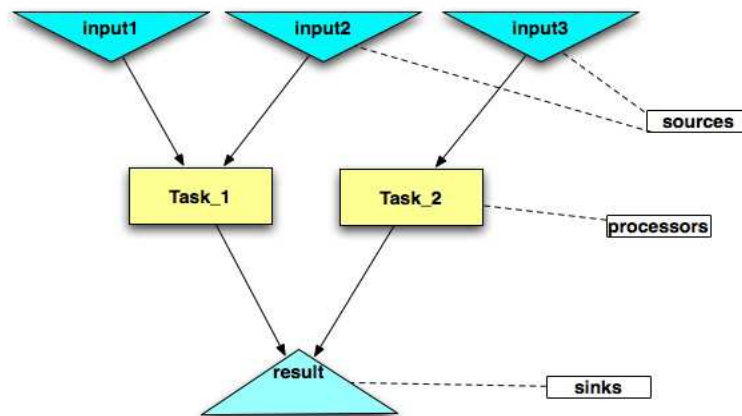 input1
input2
input3
sources
Task_1
Task_2
processors
result
sinks